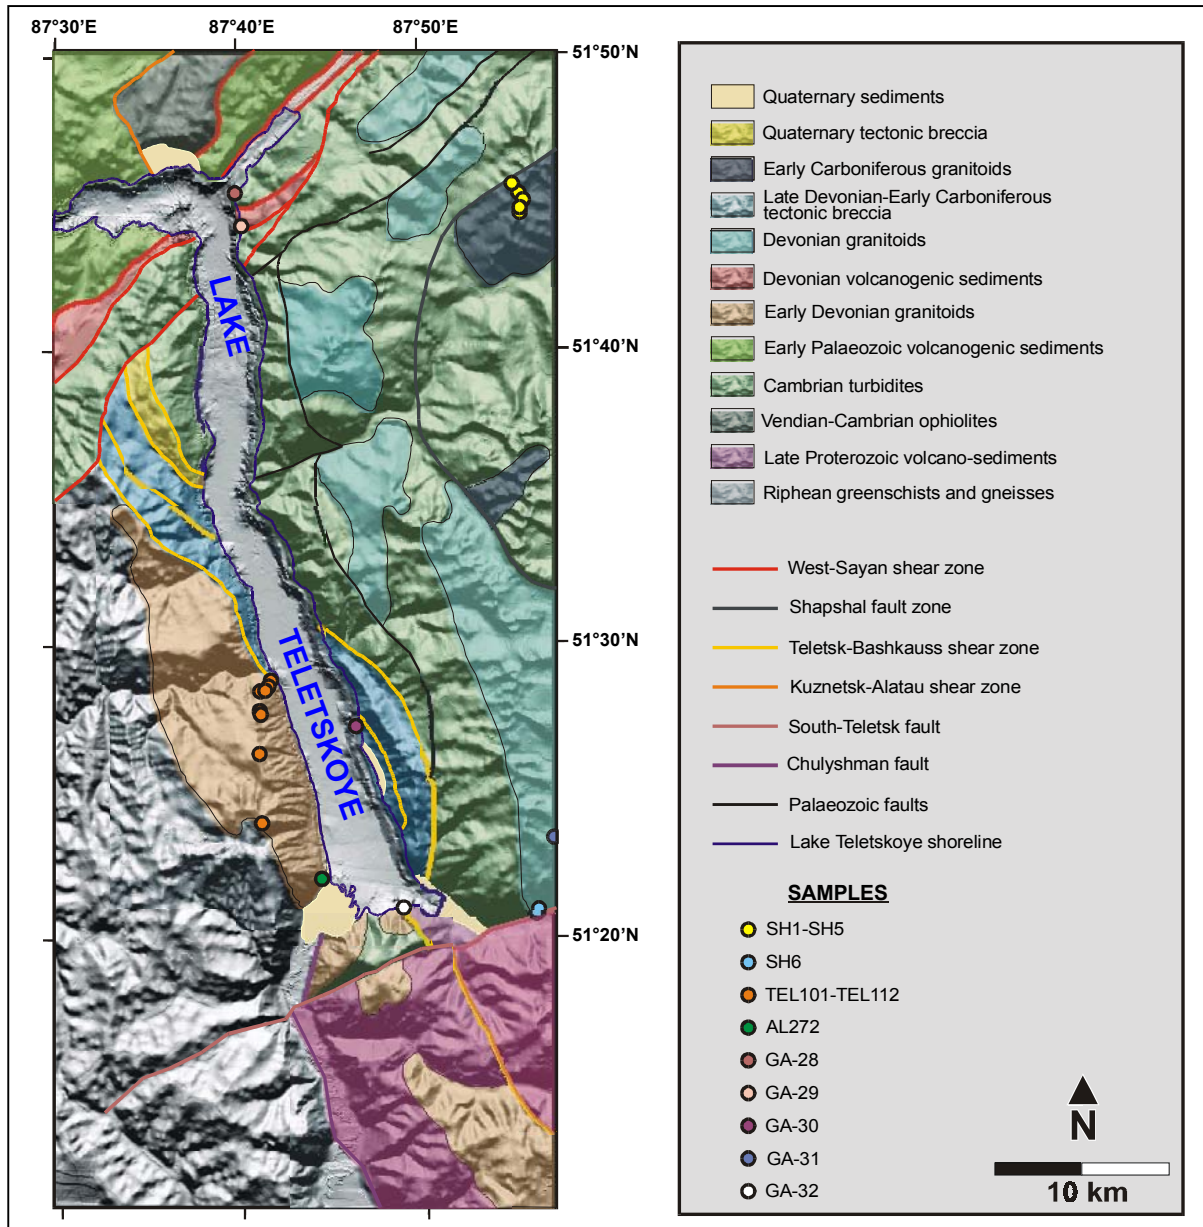 87°30’E
87°40’E
87°50’E
51°50’N
51°40’N
51°30’N
51°20’N
LAKE
TELETSKOYE
Quaternary sediments
Quaternary tectonic breccia
Early Carboniferous granitoids
Late Devonian-Early Carboniferous
tectonic breccia
Devonian granitoids
Devonian volcanogenic sediments
Early Devonian granitoids
Early Palaeozoic volcanogenic sediments
Cambrian turbidites
Vendian-Cambrian ophiolites
Late Proterozoic volcano-sediments
Riphean greenschists and gneisses
West-Sayan shear zone
Shapshal fault zone
Teletsk-Bashkauss shear zone
Kuznetsk-Alatau shear zone
South-Teletsk fault
Chulyshman fault
Palaeozoic faults
Lake Teletskoye shoreline
SAMPLES
SH1-SH5
SH6
TEL101-TEL112
AL272
GA-28
GA-29
GA-30
GA-31
GA-32
N
10 km